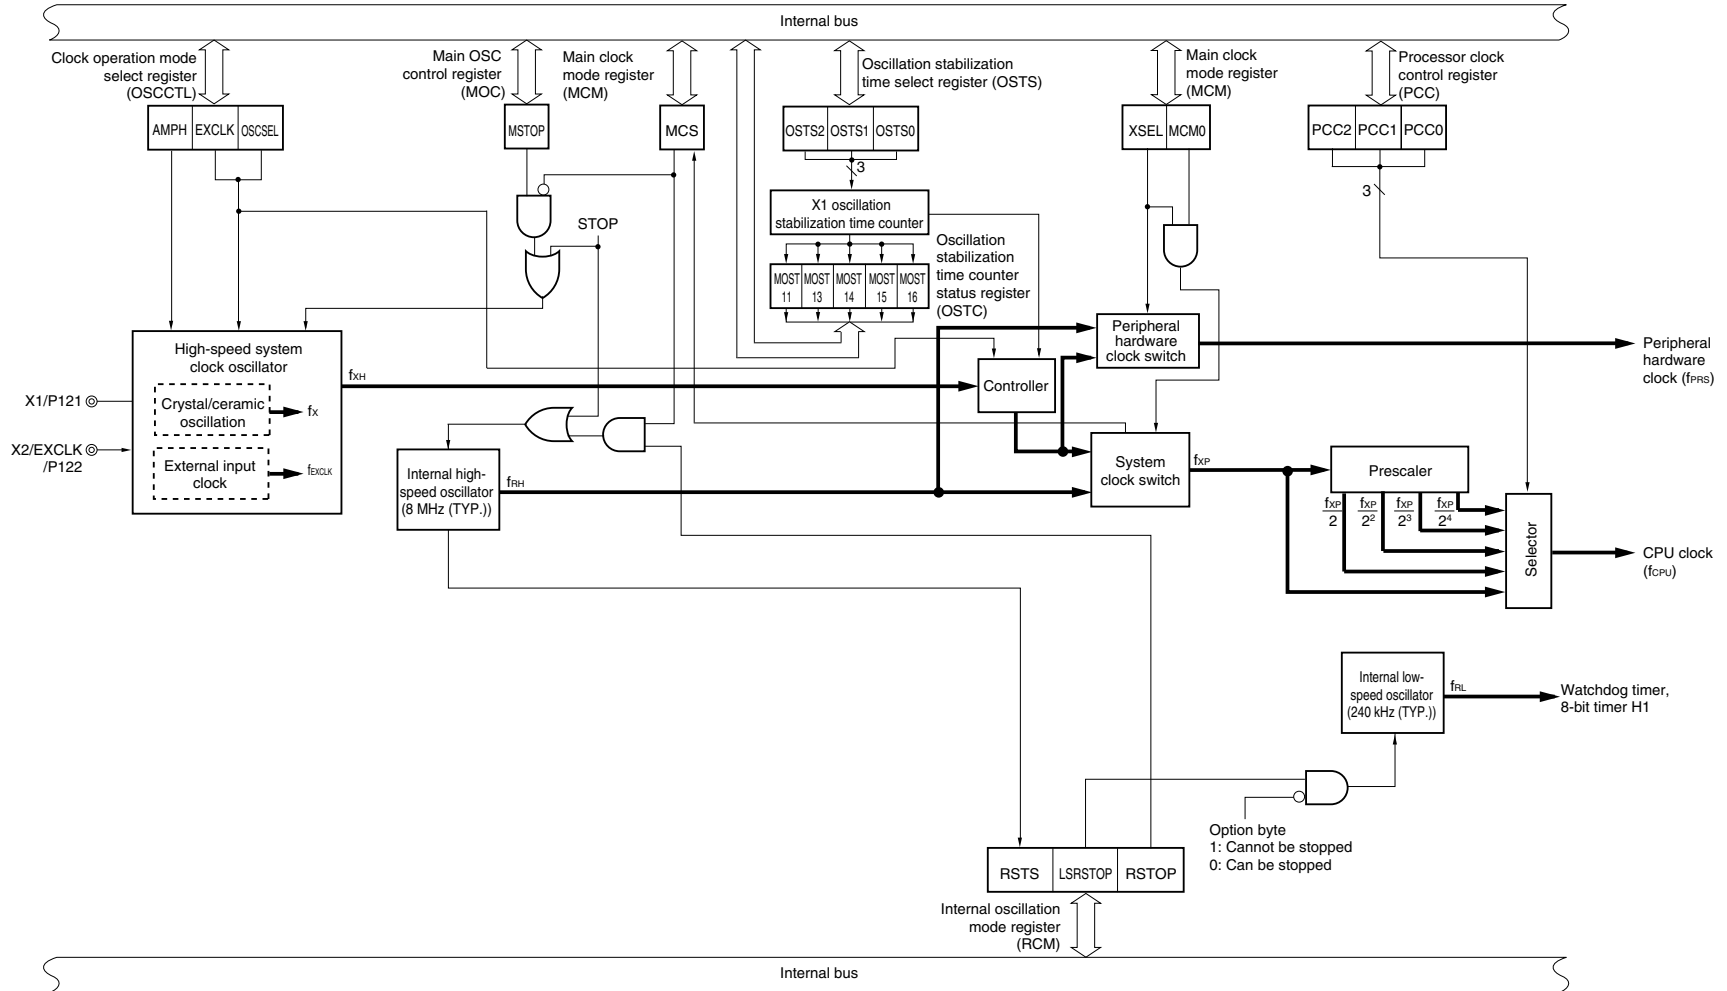 Internal bus
Clock operation mode
select register
(OSCCTL)
Main OSC
control register
(MOC)
Main clock
mode register
(MCM)
Oscillation stabilization
time select register (OSTS)
Main clock
mode register
(MCM)
Processor clock
control register
(PCC)
AMPH EXCLK OSCSEL
MSTOP
MCS
OSTS2 OSTS1 OSTS0
XSEL MCM0
PCC2 PCC1 PCC0
3
3
X1 oscillation
stabilization time counter
STOP
Oscillation
stabilization
time counter
status register
(OSTC)
MOST MOST MOST MOST MOST
11 13 14 15 16
High-speed system
clock oscillator
Crystal/ceramic
oscillation
fX
External input
clock
fEXCLK
X1/P121
X2/EXCLK
/P122
fXH
Controller
Peripheral
hardware
clock switch
Peripheral
hardware
clock (fPRS)
Internal high-
speed oscillator
(8 MHz (TYP.))
fRH
System
clock switch
fXP
Prescaler
fXP fXP fXP fXP
2 2² 2³ 2⁴
Selector
CPU clock
(fCPU)
Internal low-
speed oscillator
(240 kHz (TYP.))
fRL
Watchdog timer,
8-bit timer H1
Option byte
1: Cannot be stopped
0: Can be stopped
RSTS LSRSTOP RSTOP
Internal oscillation
mode register
(RCM)
Internal bus